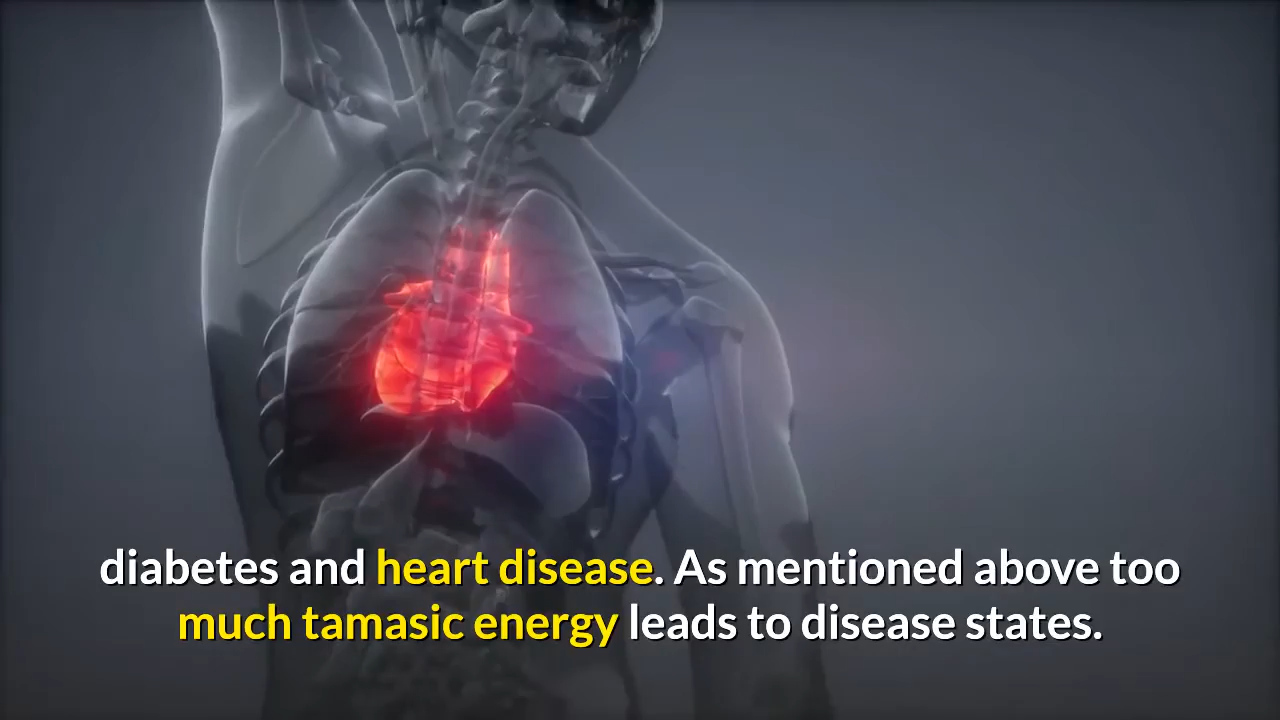 diabetes and heart disease. As mentioned above too
much tamasic energy leads to disease states.